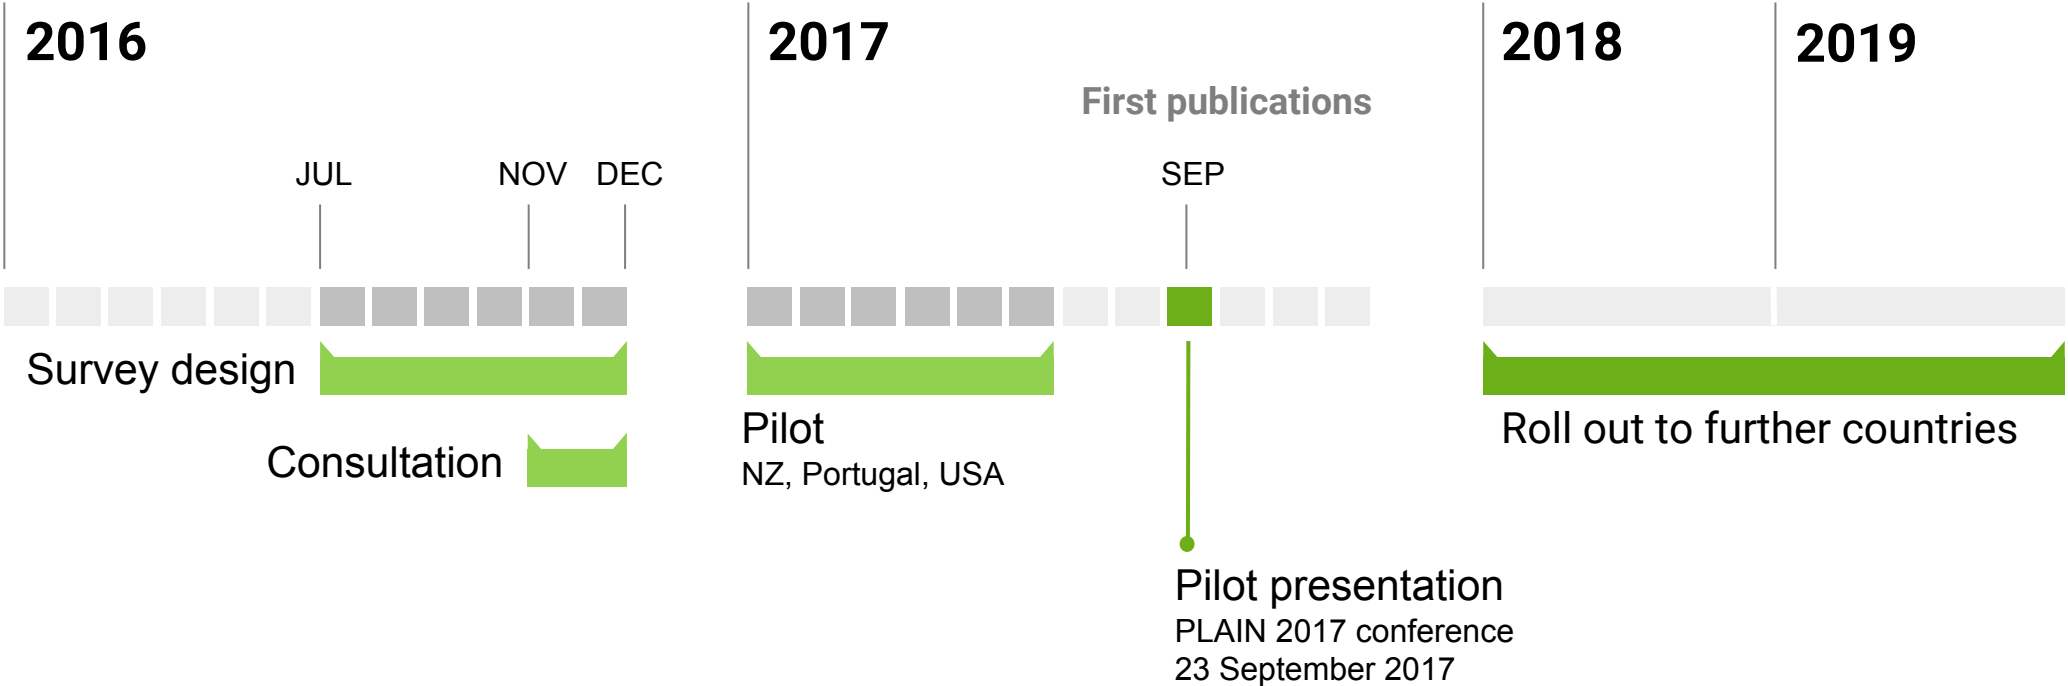 2016
2017
2018
2019
First publications
JUL
NOV
DEC
SEP
Survey design
Consultation
Pilot
NZ, Portugal, USA
Roll out to further countries
Pilot presentation
PLAIN 2017 conference
23 September 2017